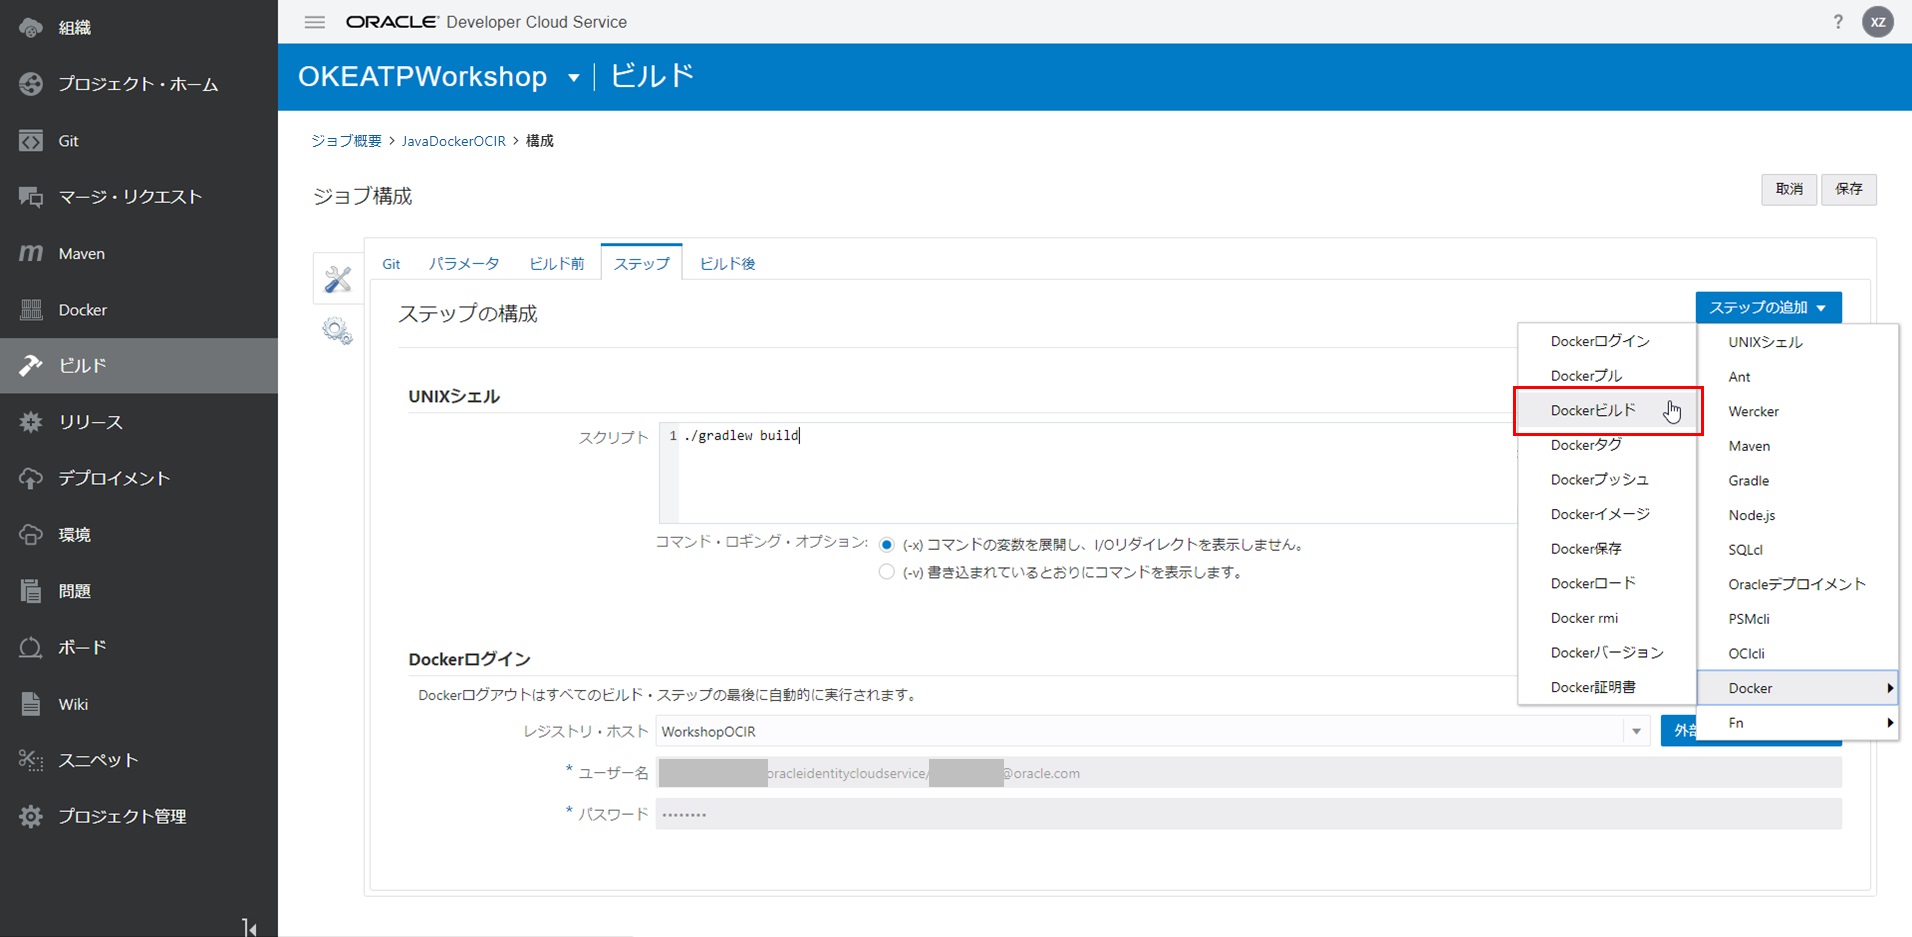 組織
プロジェクト・ホーム
Git
マージ・リクエスト
Maven
Docker
ビルド
リリース
デプロイメント
環境
問題
ボード
Wiki
スニペット
プロジェクト管理
ORACLE Developer Cloud Service
? XZ
OKEATPWorkshop ビルド
ジョブ概要 > JavaDockerOCIR > 構成
ジョブ構成
取消 保存
Git パラメータ ビルド前 ステップ ビルド後
ステップの構成
ステップの追加
UNIXシェル
スクリプト 1 ./gradlew build
コマンド・ロギング・オプション: (-x) コマンドの変数を展開し、I/Oリダイレクトを表示しません。
(-v) 書き込まれているとおりにコマンドを表示します。
Dockerログイン
Dockerログアウトはすべてのビルド・ステップの最後に自動的に実行されます。
レジストリ・ホスト WorkshopOCIR 外部
* ユーザー名 oracleidentitycloudservice/ @oracle.com
* パスワード ••••••••
Dockerログイン
Dockerプル
Dockerビルド
Dockerタグ
Dockerプッシュ
Dockerイメージ
Docker保存
Dockerロード
Docker rmi
Dockerバージョン
Docker証明書
UNIXシェル
Ant
Wercker
Maven
Gradle
Node.js
SQLcl
Oracleデプロイメント
PSMcli
OCIcli
Docker
Fn